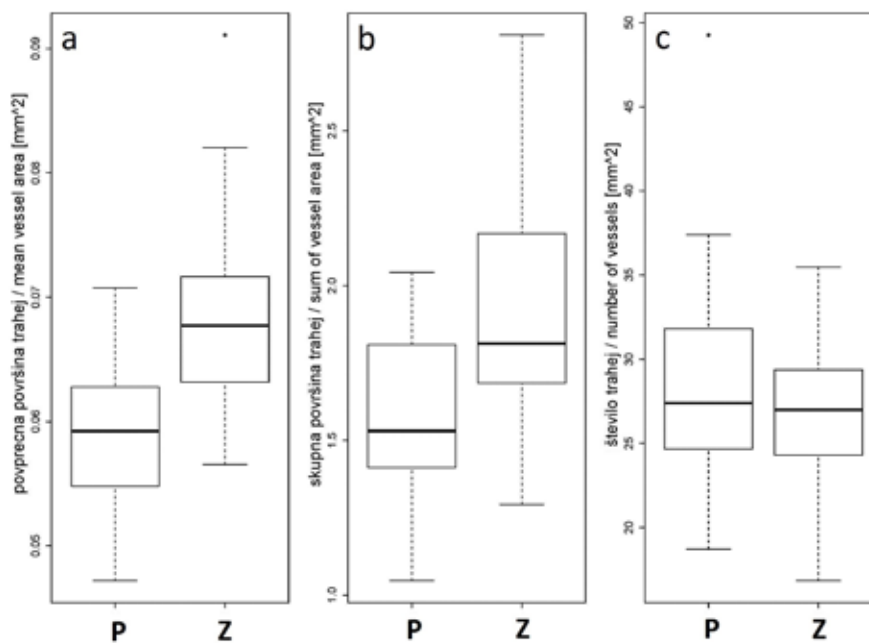 a
povprecna površina trahej / mean vessel area [mm^2]
0.05
0.06
0.07
0.08
0.09
P
Z
b
skupna površina trahej / sum of vessel area [mm^2]
1.0
1.5
2.0
2.5
P
Z
c
število trahej / number of vessels [mm^2]
20
25
30
35
40
45
50
P
Z